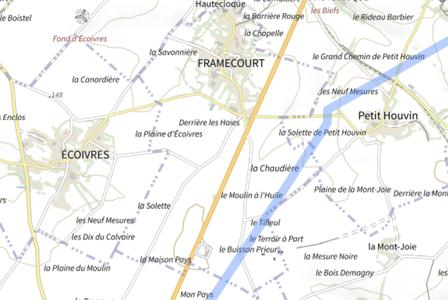 Hautecloque
le Boistel
la Barrière Rouge
les Biefs
le Rideau Barbier
la Chapelle
Fond d'Écoivres
la Savonnière
FRAMECOURT
le Grand Chemin de Petit Houvin
la Canardière
148
les Neuf Mesures
Enclos
Derrière les Haies
Petit Houvin
la Plaine d'Écoivres
la Solette de Petit Houvin
ÉCOIVRES
la Chaudière
Plaine de la Mont-Joie
Derrière la Mont
le Moulin à l'Huile
la Solette
les Neuf Mesures
le Tilleul
les Dix du Calvaire
le Terroir à Part
la Mont-Joie
le Buisson Prieur
la Maison Pays
la Mesure Noire
la Plaine du Moulin
le Bois Demagny
Mon Pays